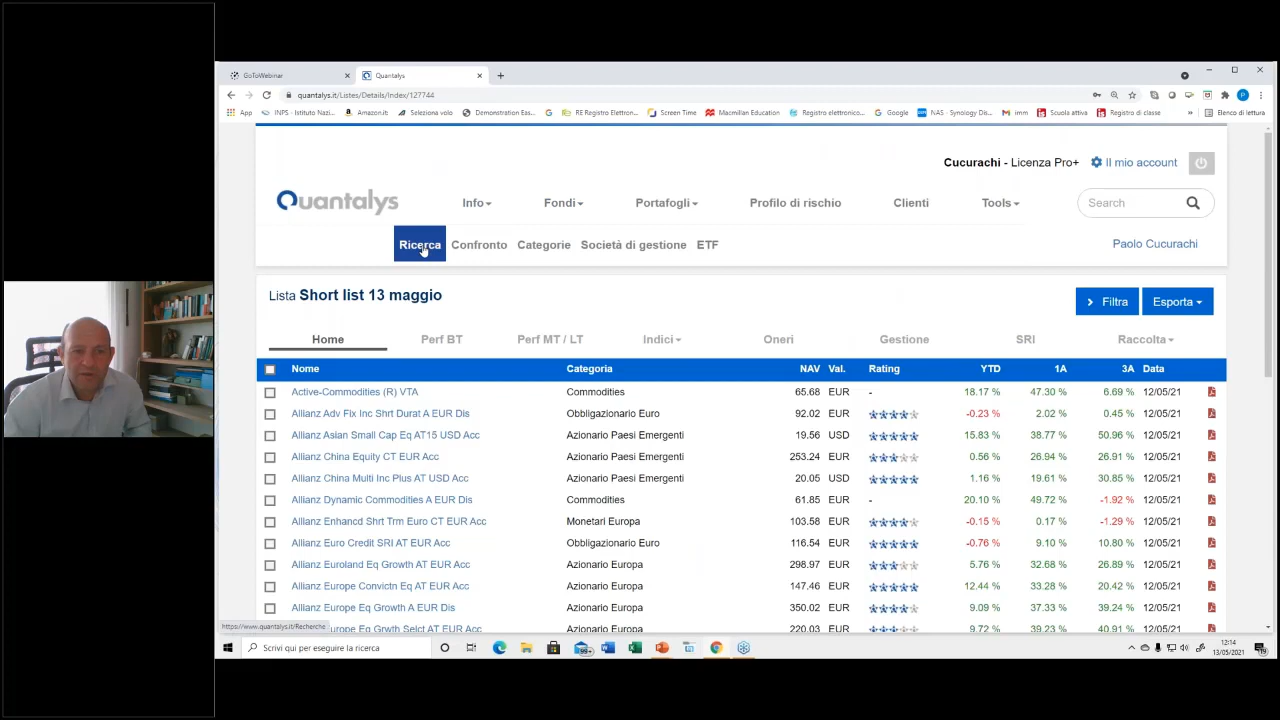 GoToWebinar
Quantalys
quantalys.it/Listes/Details/Index/127744
App
INPS - Istituto Nazi...
Amazon.it:
Seleziona volo
Demonstration Eas...
RE Registro Elettron...
Screen Time
Macmillan Education
Registro elettronico...
Google
NAS - Synology Dis...
imm
Scuola attiva
Registro di classe
»
Elenco di lettura
Cucurachi - Licenza Pro+
Il mio account
Quantalys
Info
Fondi
Portafogli
Profilo di rischio
Clienti
Tools
Search
Ricerca
Confronto
Categorie
Società di gestione
ETF
Paolo Cucurachi
Lista Short list 13 maggio
Filtra
Esporta
Home
Perf BT
Perf MT / LT
Indici
Oneri
Gestione
SRI
Raccolta
Nome Categoria NAV Val. Rating YTD 1A 3A Data
Active-Commodities (R) VTA Commodities 65.68 EUR - 18.17 % 47.30 % 6.69 % 12/05/21
Allianz Adv Fix Inc Shrt Durat A EUR Dis Obbligazionario Euro 92.02 EUR -0.23 % 2.02 % 0.45 % 12/05/21
Allianz Asian Small Cap Eq AT15 USD Acc Azionario Paesi Emergenti 19.56 USD 15.83 % 38.77 % 50.96 % 12/05/21
Allianz China Equity CT EUR Acc Azionario Paesi Emergenti 253.24 EUR 0.56 % 26.94 % 26.91 % 12/05/21
Allianz China Multi Inc Plus AT USD Acc Azionario Paesi Emergenti 20.05 USD 1.16 % 19.61 % 30.85 % 12/05/21
Allianz Dynamic Commodities A EUR Dis Commodities 61.85 EUR - 20.10 % 49.72 % -1.92 % 12/05/21
Allianz Enhancd Shrt Trm Euro CT EUR Acc Monetari Europa 103.58 EUR -0.15 % 0.17 % -1.29 % 12/05/21
Allianz Euro Credit SRI AT EUR Acc Obbligazionario Euro 116.54 EUR -0.76 % 9.10 % 10.80 % 12/05/21
Allianz Euroland Eq Growth AT EUR Acc Azionario Europa 298.97 EUR 5.76 % 32.68 % 26.89 % 12/05/21
Allianz Europe Convictn Eq AT EUR Acc Azionario Europa 147.46 EUR 12.44 % 33.28 % 20.42 % 12/05/21
Allianz Europe Eq Growth A EUR Dis Azionario Europa 350.02 EUR 9.09 % 37.33 % 39.24 % 12/05/21
Europe Eq Grwth Selct AT EUR Acc Azionario Europa 220.03 EUR 9.72 % 39.23 % 40.91 % 12/05/21
https://www.quantalys.it/Recherche
Scrivi qui per eseguire la ricerca
99+
12:14
13/05/2021